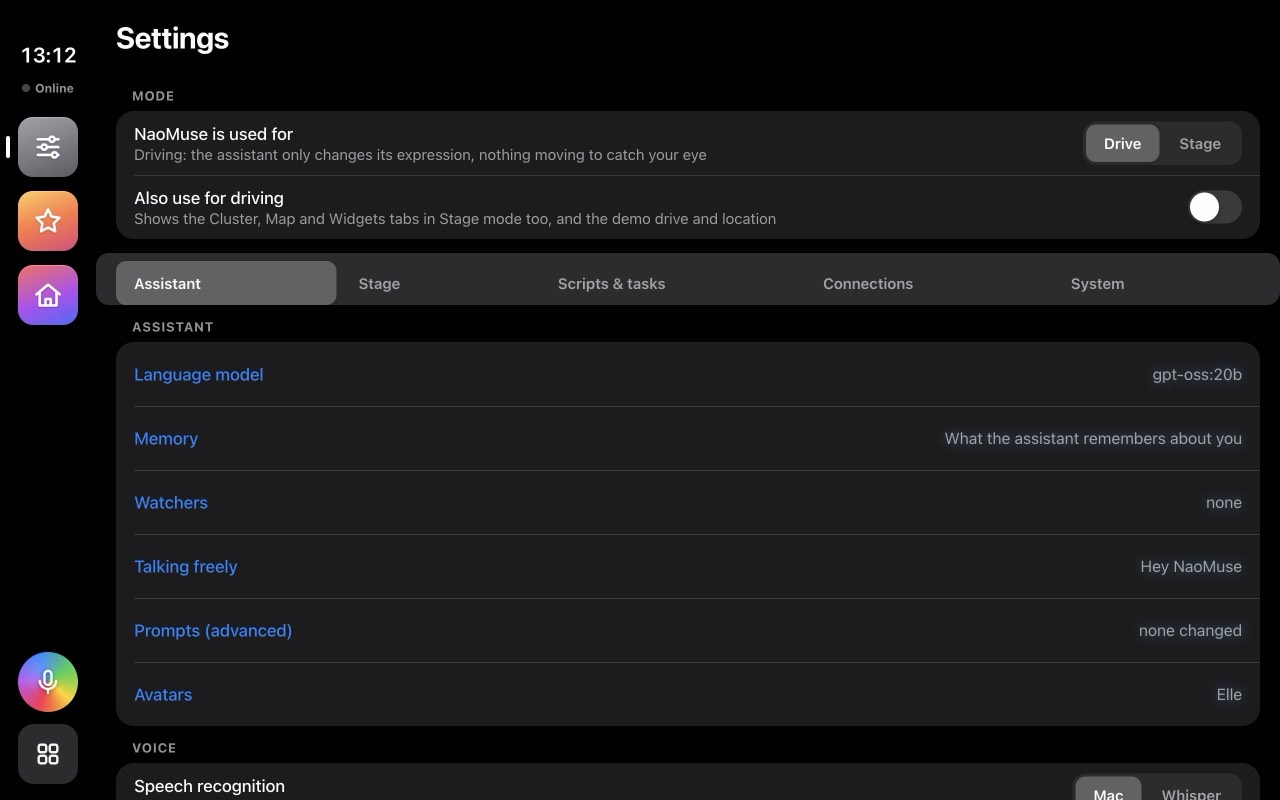 Settings
13:12
Online
MODE
NaoMuse is used for
Driving: the assistant only changes its expression, nothing moving to catch your eye
Drive Stage
Also use for driving
Shows the Cluster, Map and Widgets tabs in Stage mode too, and the demo drive and location
Assistant Stage Scripts & tasks Connections System
ASSISTANT
Language model gpt-oss:20b
Memory What the assistant remembers about you
Watchers none
Talking freely Hey NaoMuse
Prompts (advanced) none changed
Avatars Elle
VOICE
Speech recognition Mac Whisper